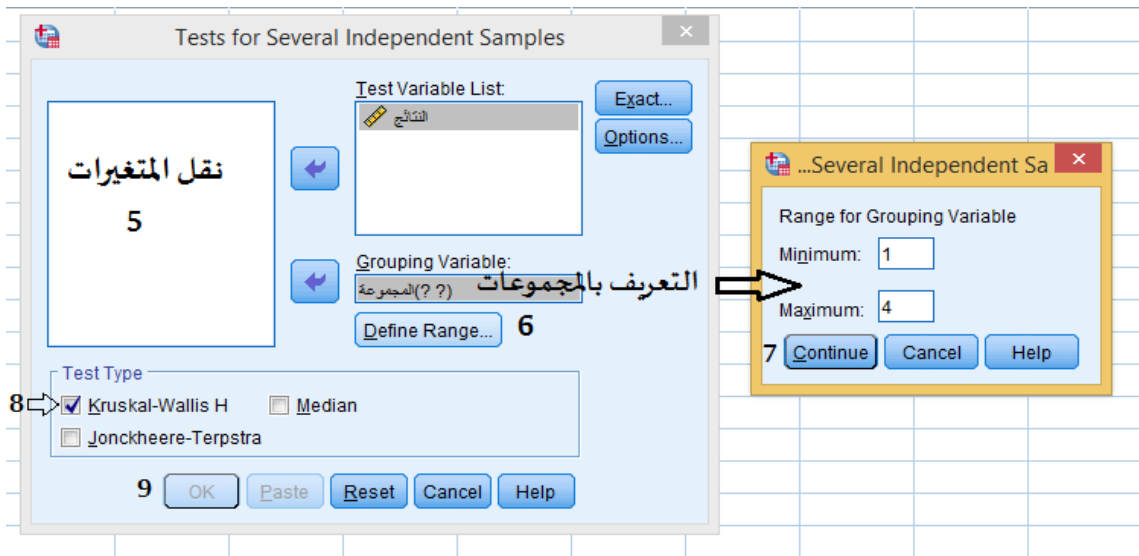 Tests for Several Independent Samples
Test Variable List:
النتائج
Exact...
Options...
نقل المتغيرات
5
Grouping Variable:
المجموعة(? ?)
التعريف بالمجموعات
Define Range...
6
Test Type
8
Kruskal-Wallis H
Median
Jonckheere-Terpstra
9
OK
Paste
Reset
Cancel
Help
...Several Independent Sa
Range for Grouping Variable
Minimum: 1
Maximum: 4
7
Continue
Cancel
Help